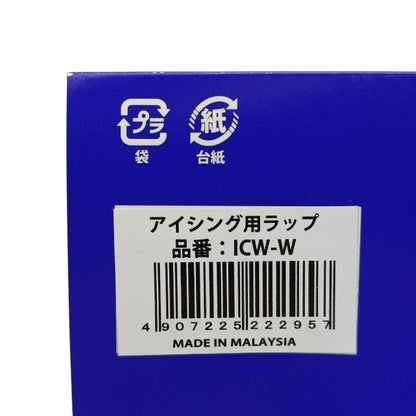 プラ 紙
袋 台紙
アイシング用ラップ
品番：ICW-W
4 907225 222957
MADE IN MALAYSIA